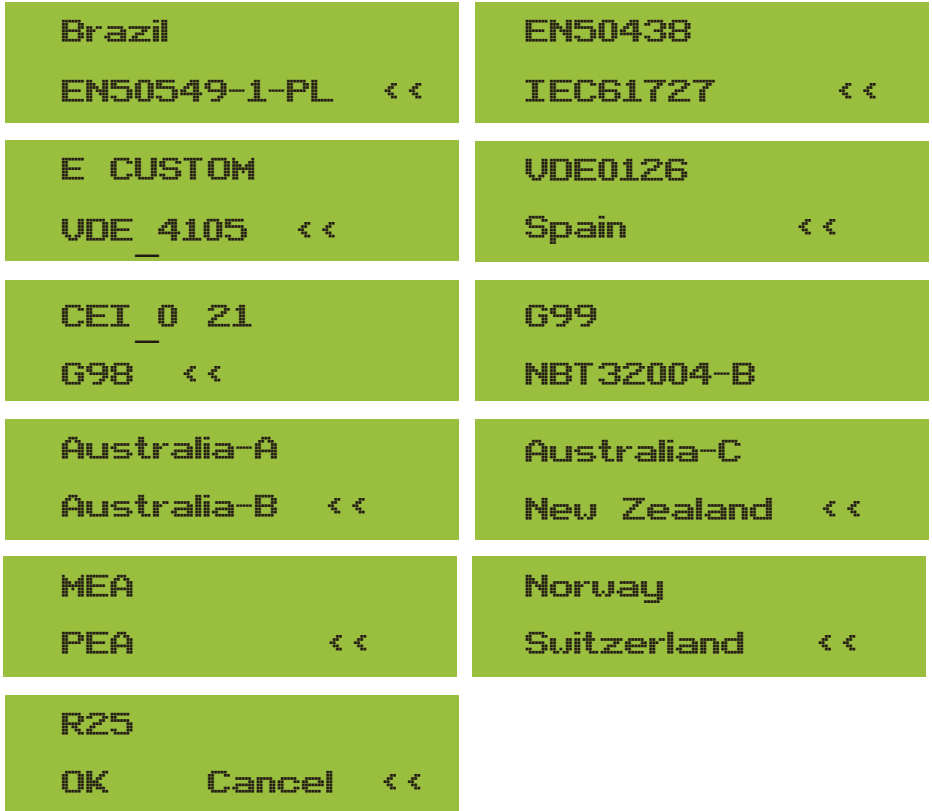 Brazil
EN50549-1-PL <<
EN50438
IEC61727 <<
E CUSTOM
VDE_4105 <<
VDE0126
Spain <<
CEI_0 21
G98 <<
G99
NBT32004-B
Australia-A
Australia-B <<
Australia-C
New Zealand <<
MEA
PEA <<
Norway
Switzerland <<
R25
OK Cancel <<